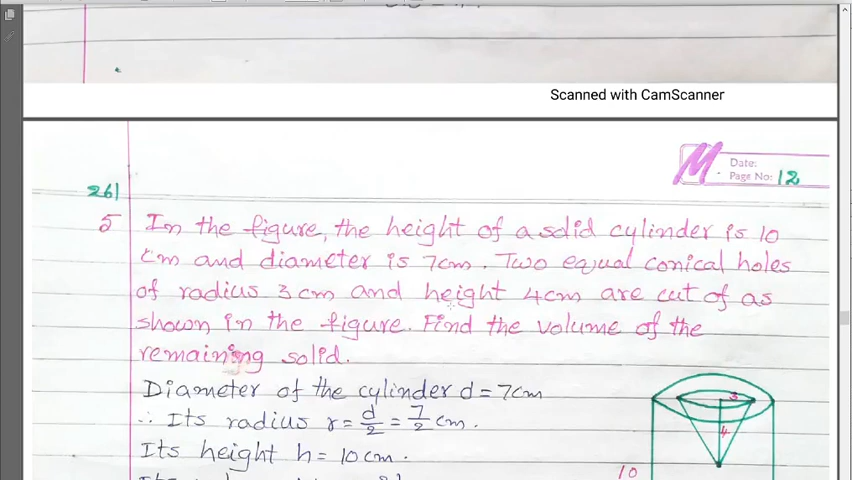 Scanned with CamScanner
Date:
Page No: 12
261
5 In the figure, the height of a solid cylinder is 10
cm and diameter is 7cm. Two equal conical holes
of radius 3 cm and height 4cm are cut of as
shown in the figure. Find the volume of the
remaining solid.
Diameter of the cylinder d = 7cm
∴ Its radius r = d/2 = 7/2 cm.
Its height h = 10 cm.
3
4
10